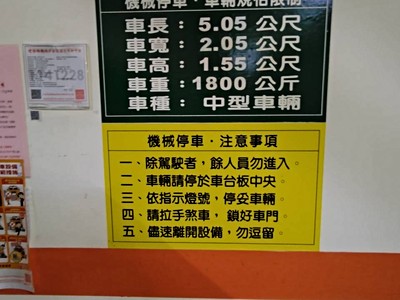 機械停車．車輛規格限制
車長：5.05 公尺
車寬：2.05 公尺
車高：1.55 公尺
車重：1800 公斤
車種：中型車輛
機械停車．注意事項
一、除駕駛者，餘人員勿進入。
二、車輛請停於車台板中央。
三、依指示燈號，停妥車輛。
四、請拉手煞車，鎖好車門。
五、儘速離開設備，勿逗留。
1141228